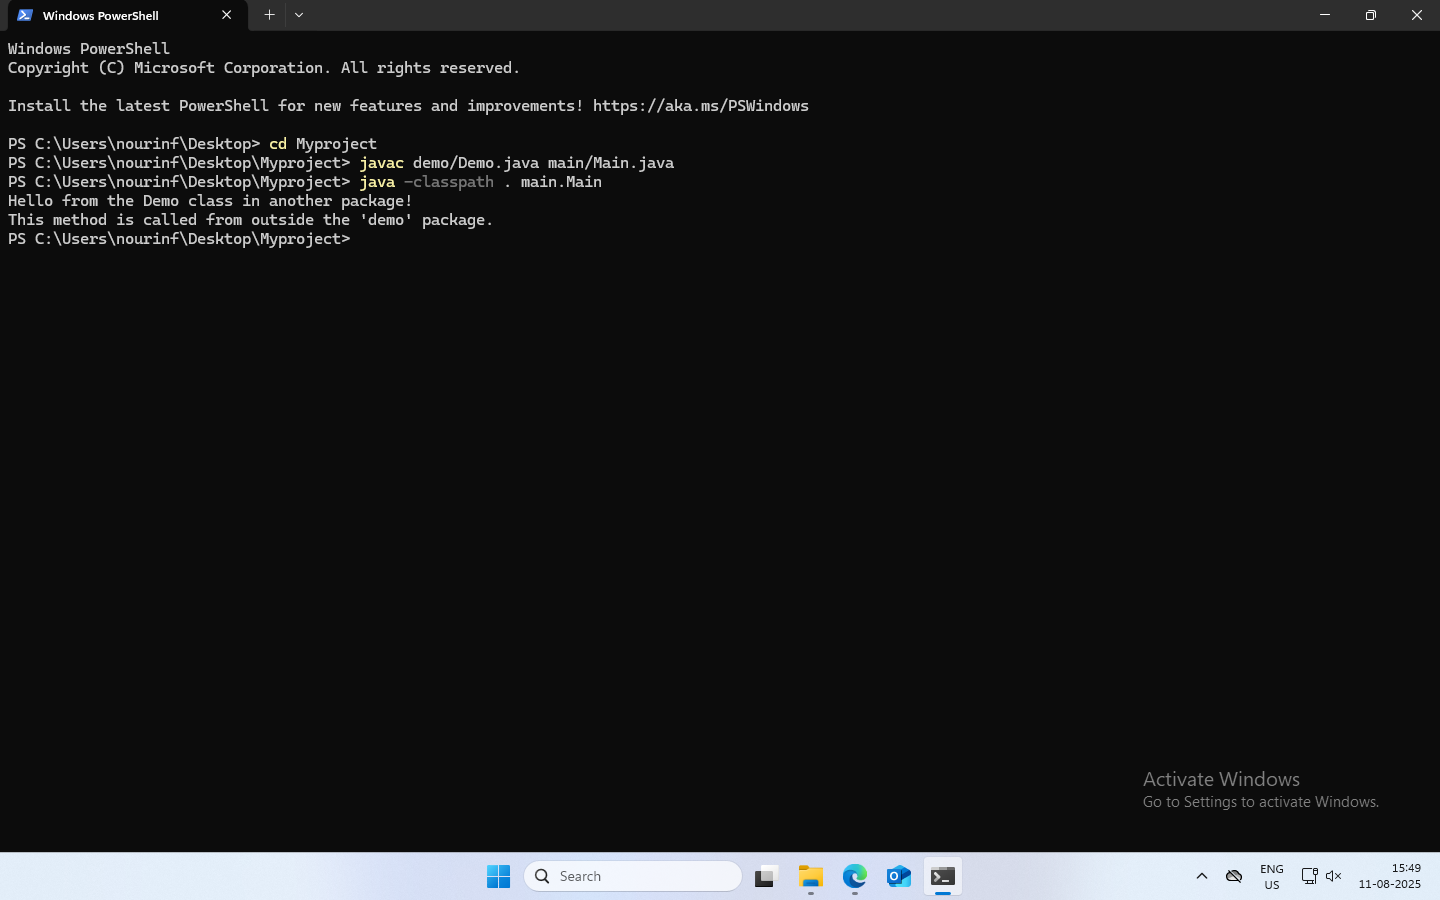 Windows PowerShell
Windows PowerShell
Copyright (C) Microsoft Corporation. All rights reserved.
Install the latest PowerShell for new features and improvements! https://aka.ms/PSWindows
PS C:\Users\nourinf\Desktop> cd Myproject
PS C:\Users\nourinf\Desktop\Myproject> javac demo/Demo.java main/Main.java
PS C:\Users\nourinf\Desktop\Myproject> java -classpath . main.Main
Hello from the Demo class in another package!
This method is called from outside the 'demo' package.
PS C:\Users\nourinf\Desktop\Myproject>
Activate Windows
Go to Settings to activate Windows.
Search
ENG
US
15:49
11-08-2025